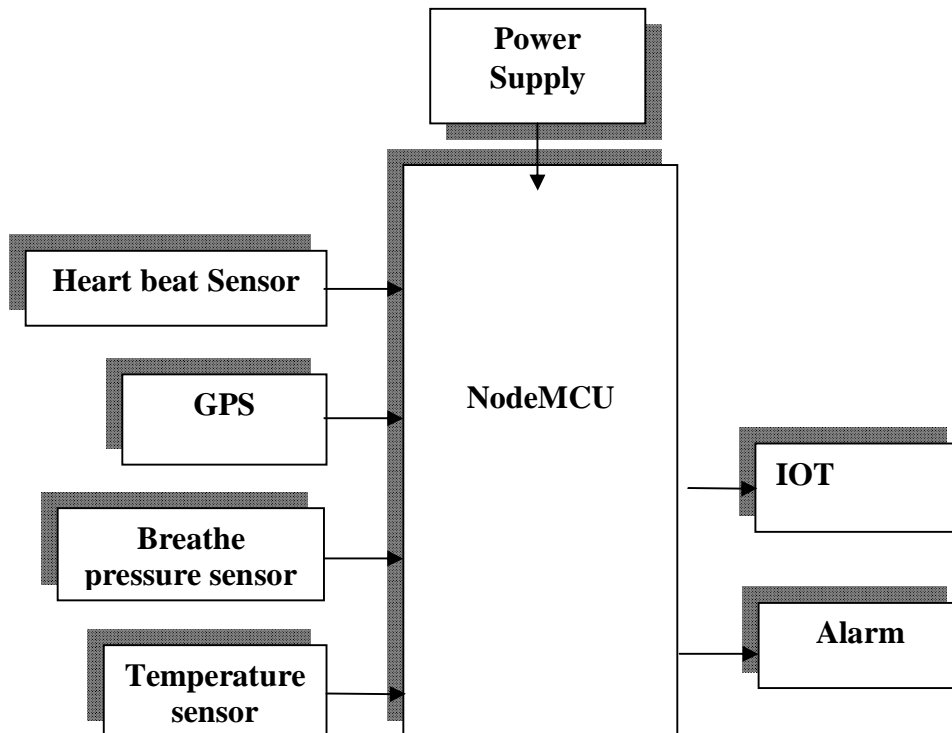 Power
Supply
Heart beat Sensor
GPS
NodeMCU
IOT
Breathe
pressure sensor
Alarm
Temperature
sensor